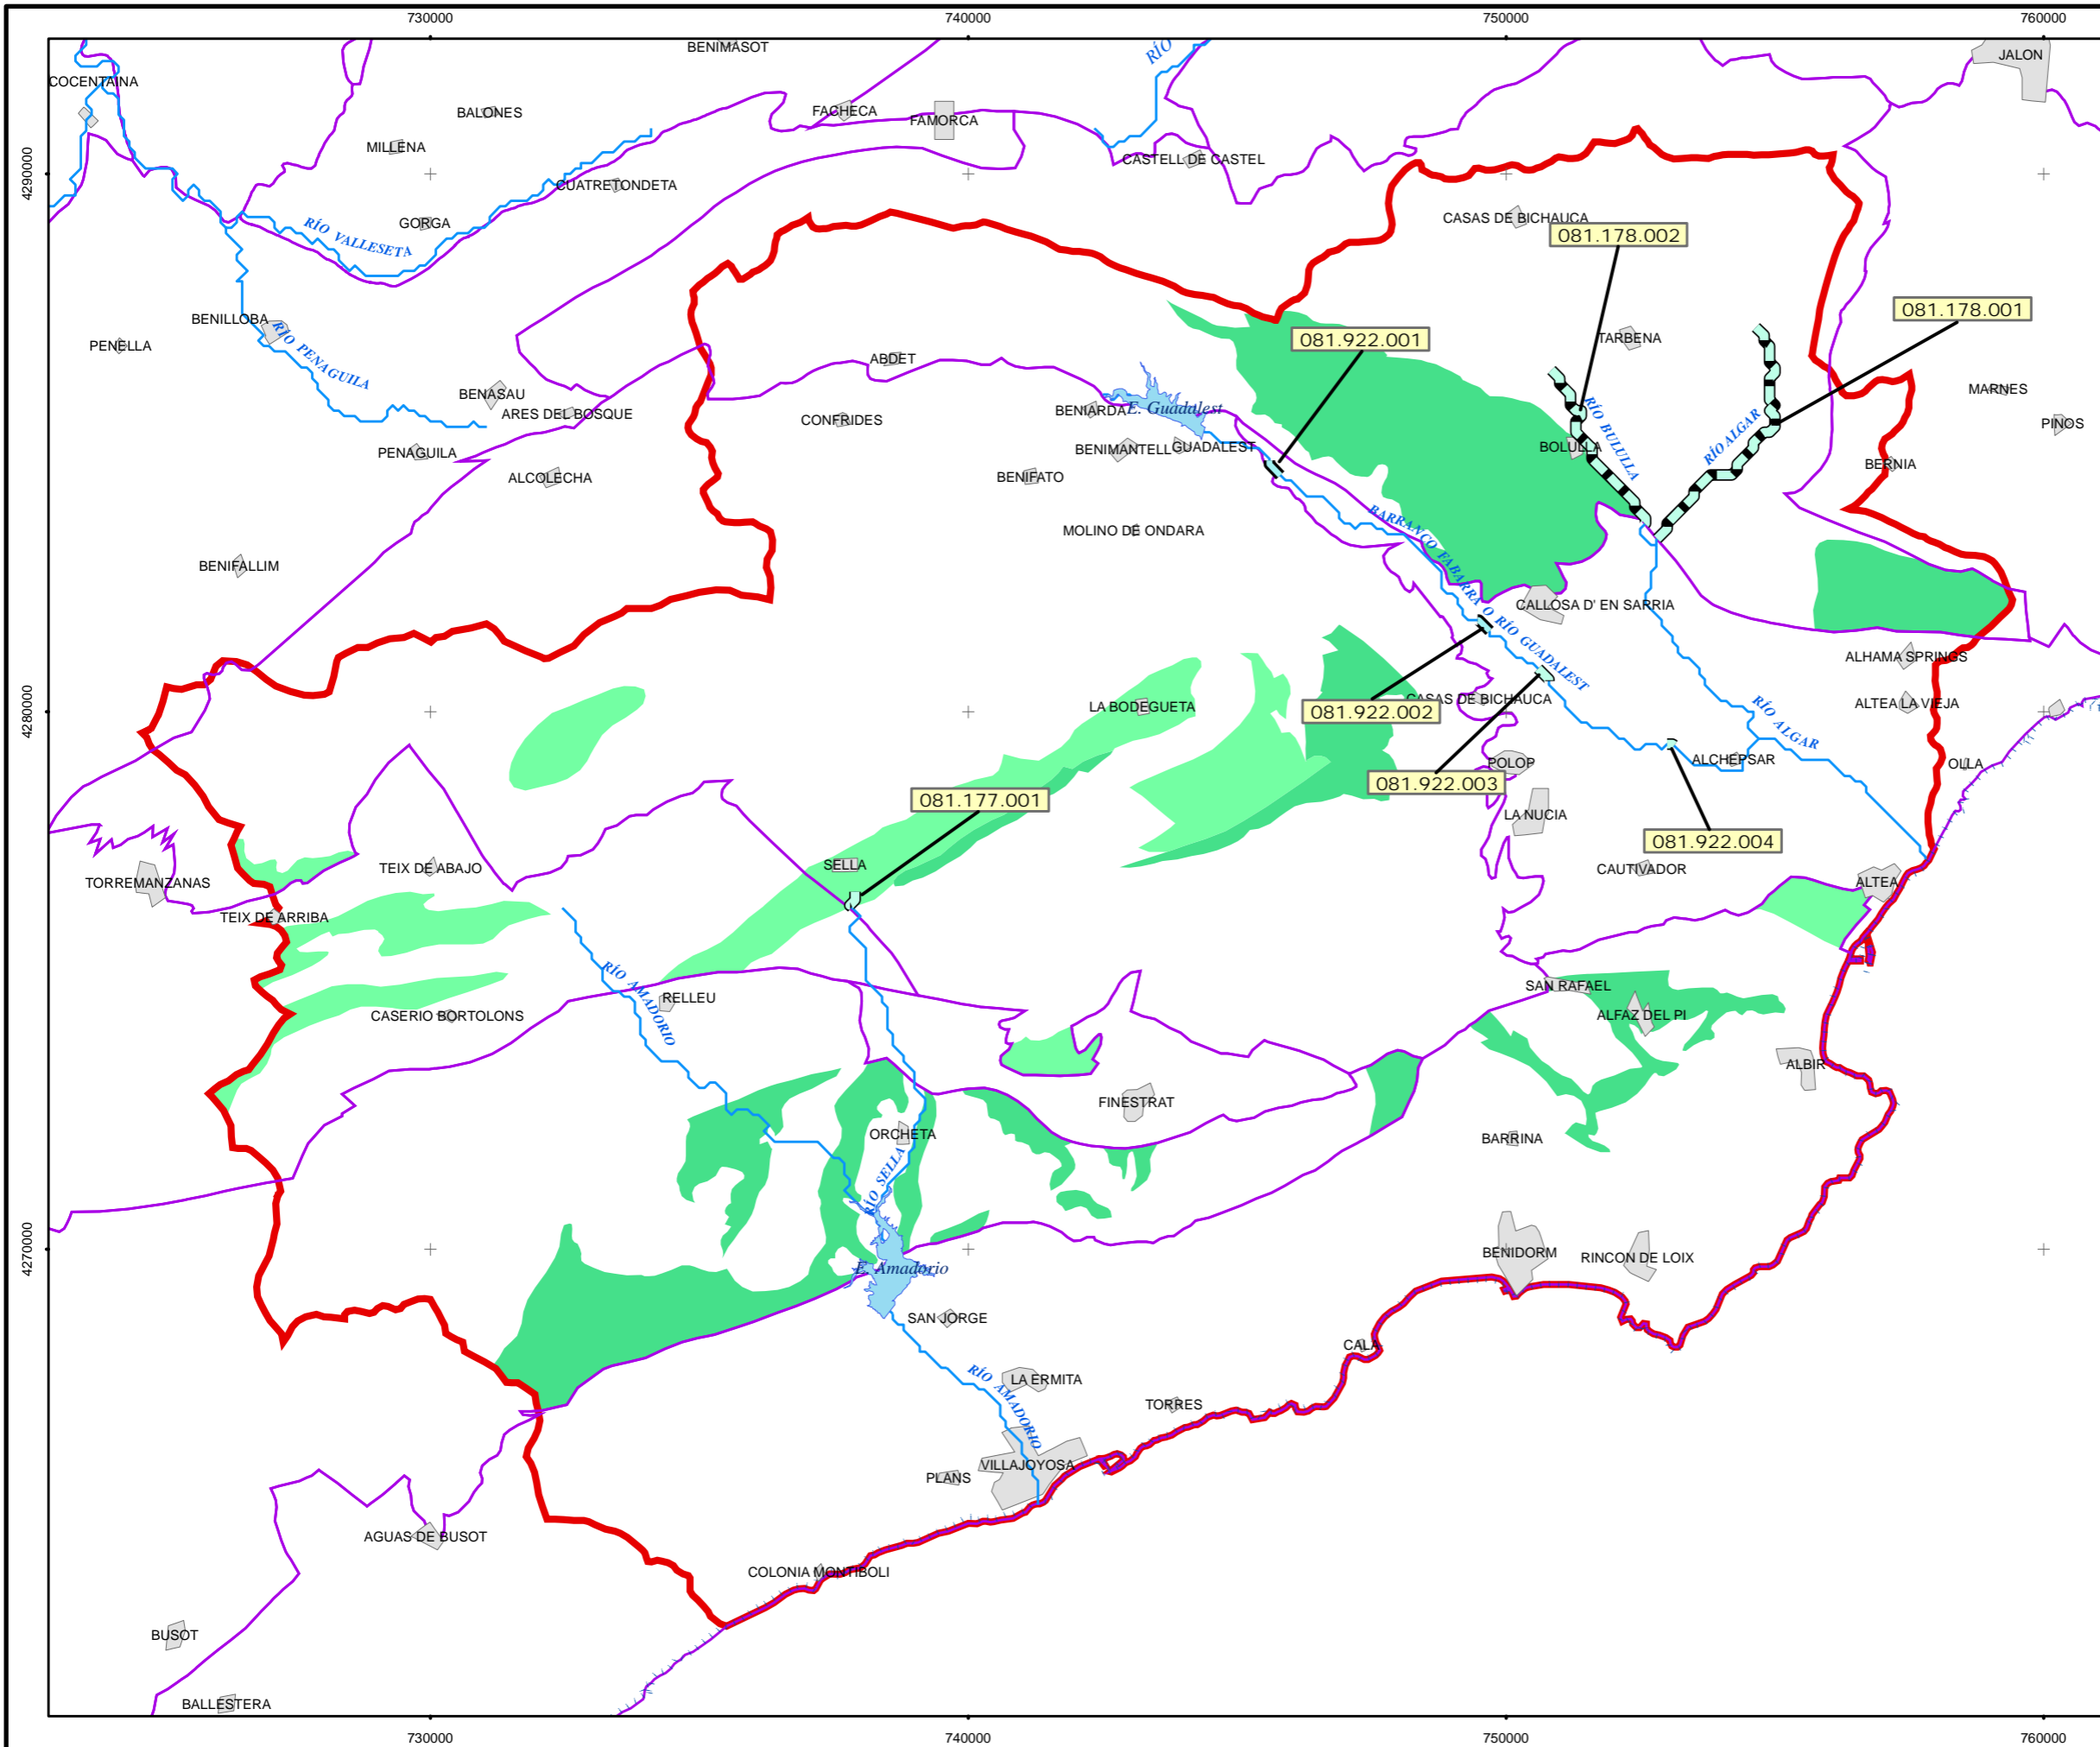 730000
740000
750000
760000
BENIMASOT
RÍO
JALON
COCENTAINA
BALONES
FACHECA
FAMORCA
MILLENA
CASTELL DE CASTEL
4290000
CUATRETONDETA
GORGA
RÍO VALLESETA
CASAS DE BICHAUCA
081.178.002
081.178.001
BENILLOBA
RÍO PENAGUILA
PENELLA
081.922.001
TARBENA
ABDET
BENASAU
ARES DEL BOSQUE
CONFRIDES
BENIARDA
E. Guadalest
RÍO BULULLA
RÍO ALGAR
MARNES
PINOS
PENAGUILA
BENIMANTELL
GUADALEST
BOLULLA
BERNIA
ALCOLECHA
BENIFATO
MOLINO DE ONDARA
BARRANCO FABARRA O RÍO GUADALEST
BENIFALLIM
CALLOSA D' EN SARRIA
ALHAMA SPRINGS
4280000
LA BODEGUETA
CASAS DE BICHAUCA
081.922.002
ALTEA LA VIEJA
RÍO ALGAR
POLOP
ALCHEPSAR
OLLA
081.922.003
081.177.001
LA NUCIA
081.922.004
SELLA
TEIX DE ABAJO
CAUTIVADOR
TORREMANZANAS
ALTEA
TEIX DE ARRIBA
RÍO AMADORIO
RELLEU
SAN RAFAEL
CASERIO BORTOLONS
ALFAZ DEL PI
ALBIR
FINESTRAT
ORCHETA
BARRINA
RÍO SELLA
4270000
BENIDORM
RINCON DE LOIX
E. Amadorio
SAN JORGE
CALA
LA ERMITA
RÍO AMADORIO
TORRES
VILLAJOYOSA
PLANS
AGUAS DE BUSOT
COLONIA MONTIBOLI
BUSOT
BALLESTERA
730000
740000
750000
760000